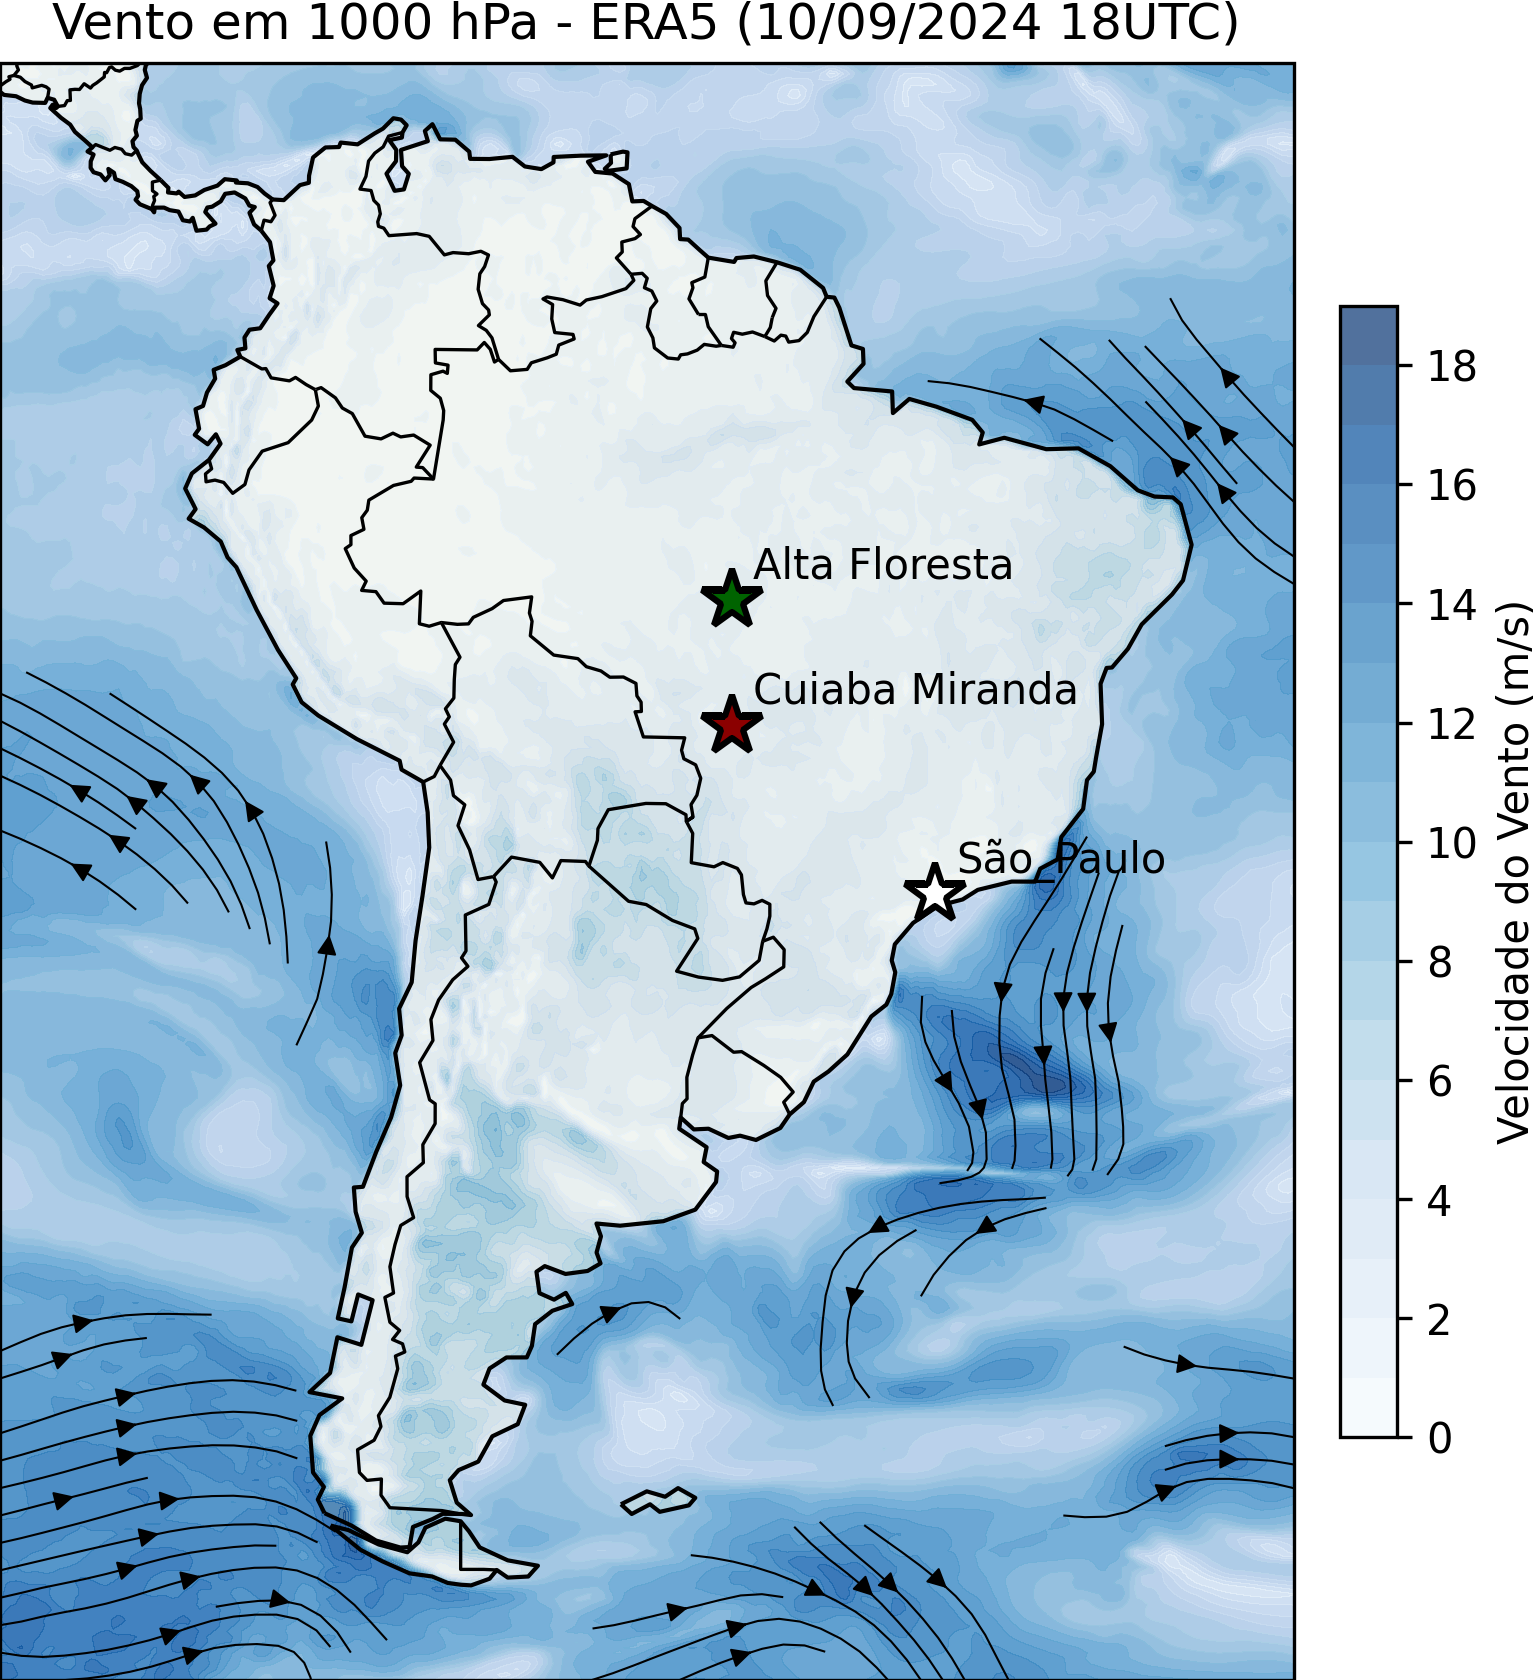 Vento em 1000 hPa - ERA5 (10/09/2024 18UTC)
Alta Floresta
Cuiaba Miranda
São Paulo
18
16
14
12
10
8
6
4
2
0
Velocidade do Vento (m/s)